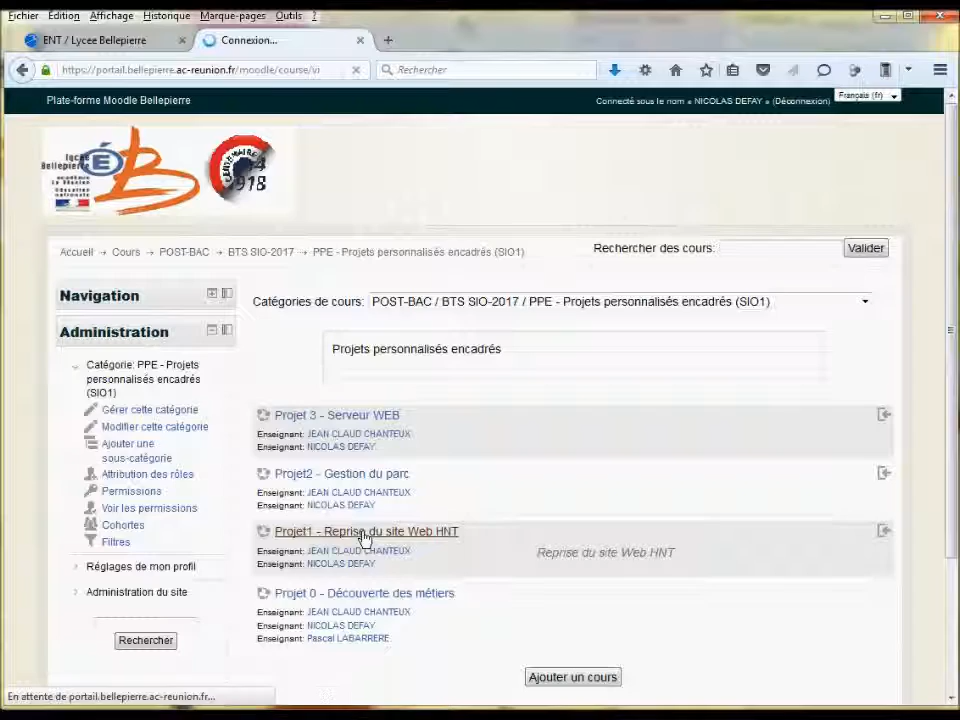 Fichier Édition Affichage Historique Marque-pages Outils ?
ENT / Lycee Bellepierre × Connexion... × +
https://portail.bellepierre.ac-reunion.fr/moodle/course/vi × Rechercher
Plate-forme Moodle Bellepierre Connecté sous le nom « NICOLAS DEFAY » (Déconnexion) Français (fr)
lycée
Bellepierre
918
Accueil → Cours → POST-BAC → BTS SIO-2017 → PPE - Projets personnalisés encadrés (SIO1) Rechercher des cours: Valider
Navigation
Catégories de cours: POST-BAC / BTS SIO-2017 / PPE - Projets personnalisés encadrés (SIO1)
Administration
Projets personnalisés encadrés
Catégorie: PPE - Projets
personnalisés encadrés
(SIO1)
Gérer cette catégorie
Modifier cette catégorie
Ajouter une
sous-catégorie
Attribution des rôles
Permissions
Voir les permissions
Cohortes
Filtres
Réglages de mon profil
Administration du site
Rechercher
Projet 3 - Serveur WEB
Enseignant: JEAN CLAUD CHANTEUX
Enseignant: NICOLAS DEFAY
Projet2 - Gestion du parc
Enseignant: JEAN CLAUD CHANTEUX
Enseignant: NICOLAS DEFAY
Projet1 - Reprise du site Web HNT
Enseignant: JEAN CLAUD CHANTEUX
Enseignant: NICOLAS DEFAY
Reprise du site Web HNT
Projet 0 - Découverte des métiers
Enseignant: JEAN CLAUD CHANTEUX
Enseignant: NICOLAS DEFAY
Enseignant: Pascal LABARRERE
Ajouter un cours
En attente de portail.bellepierre.ac-reunion.fr...